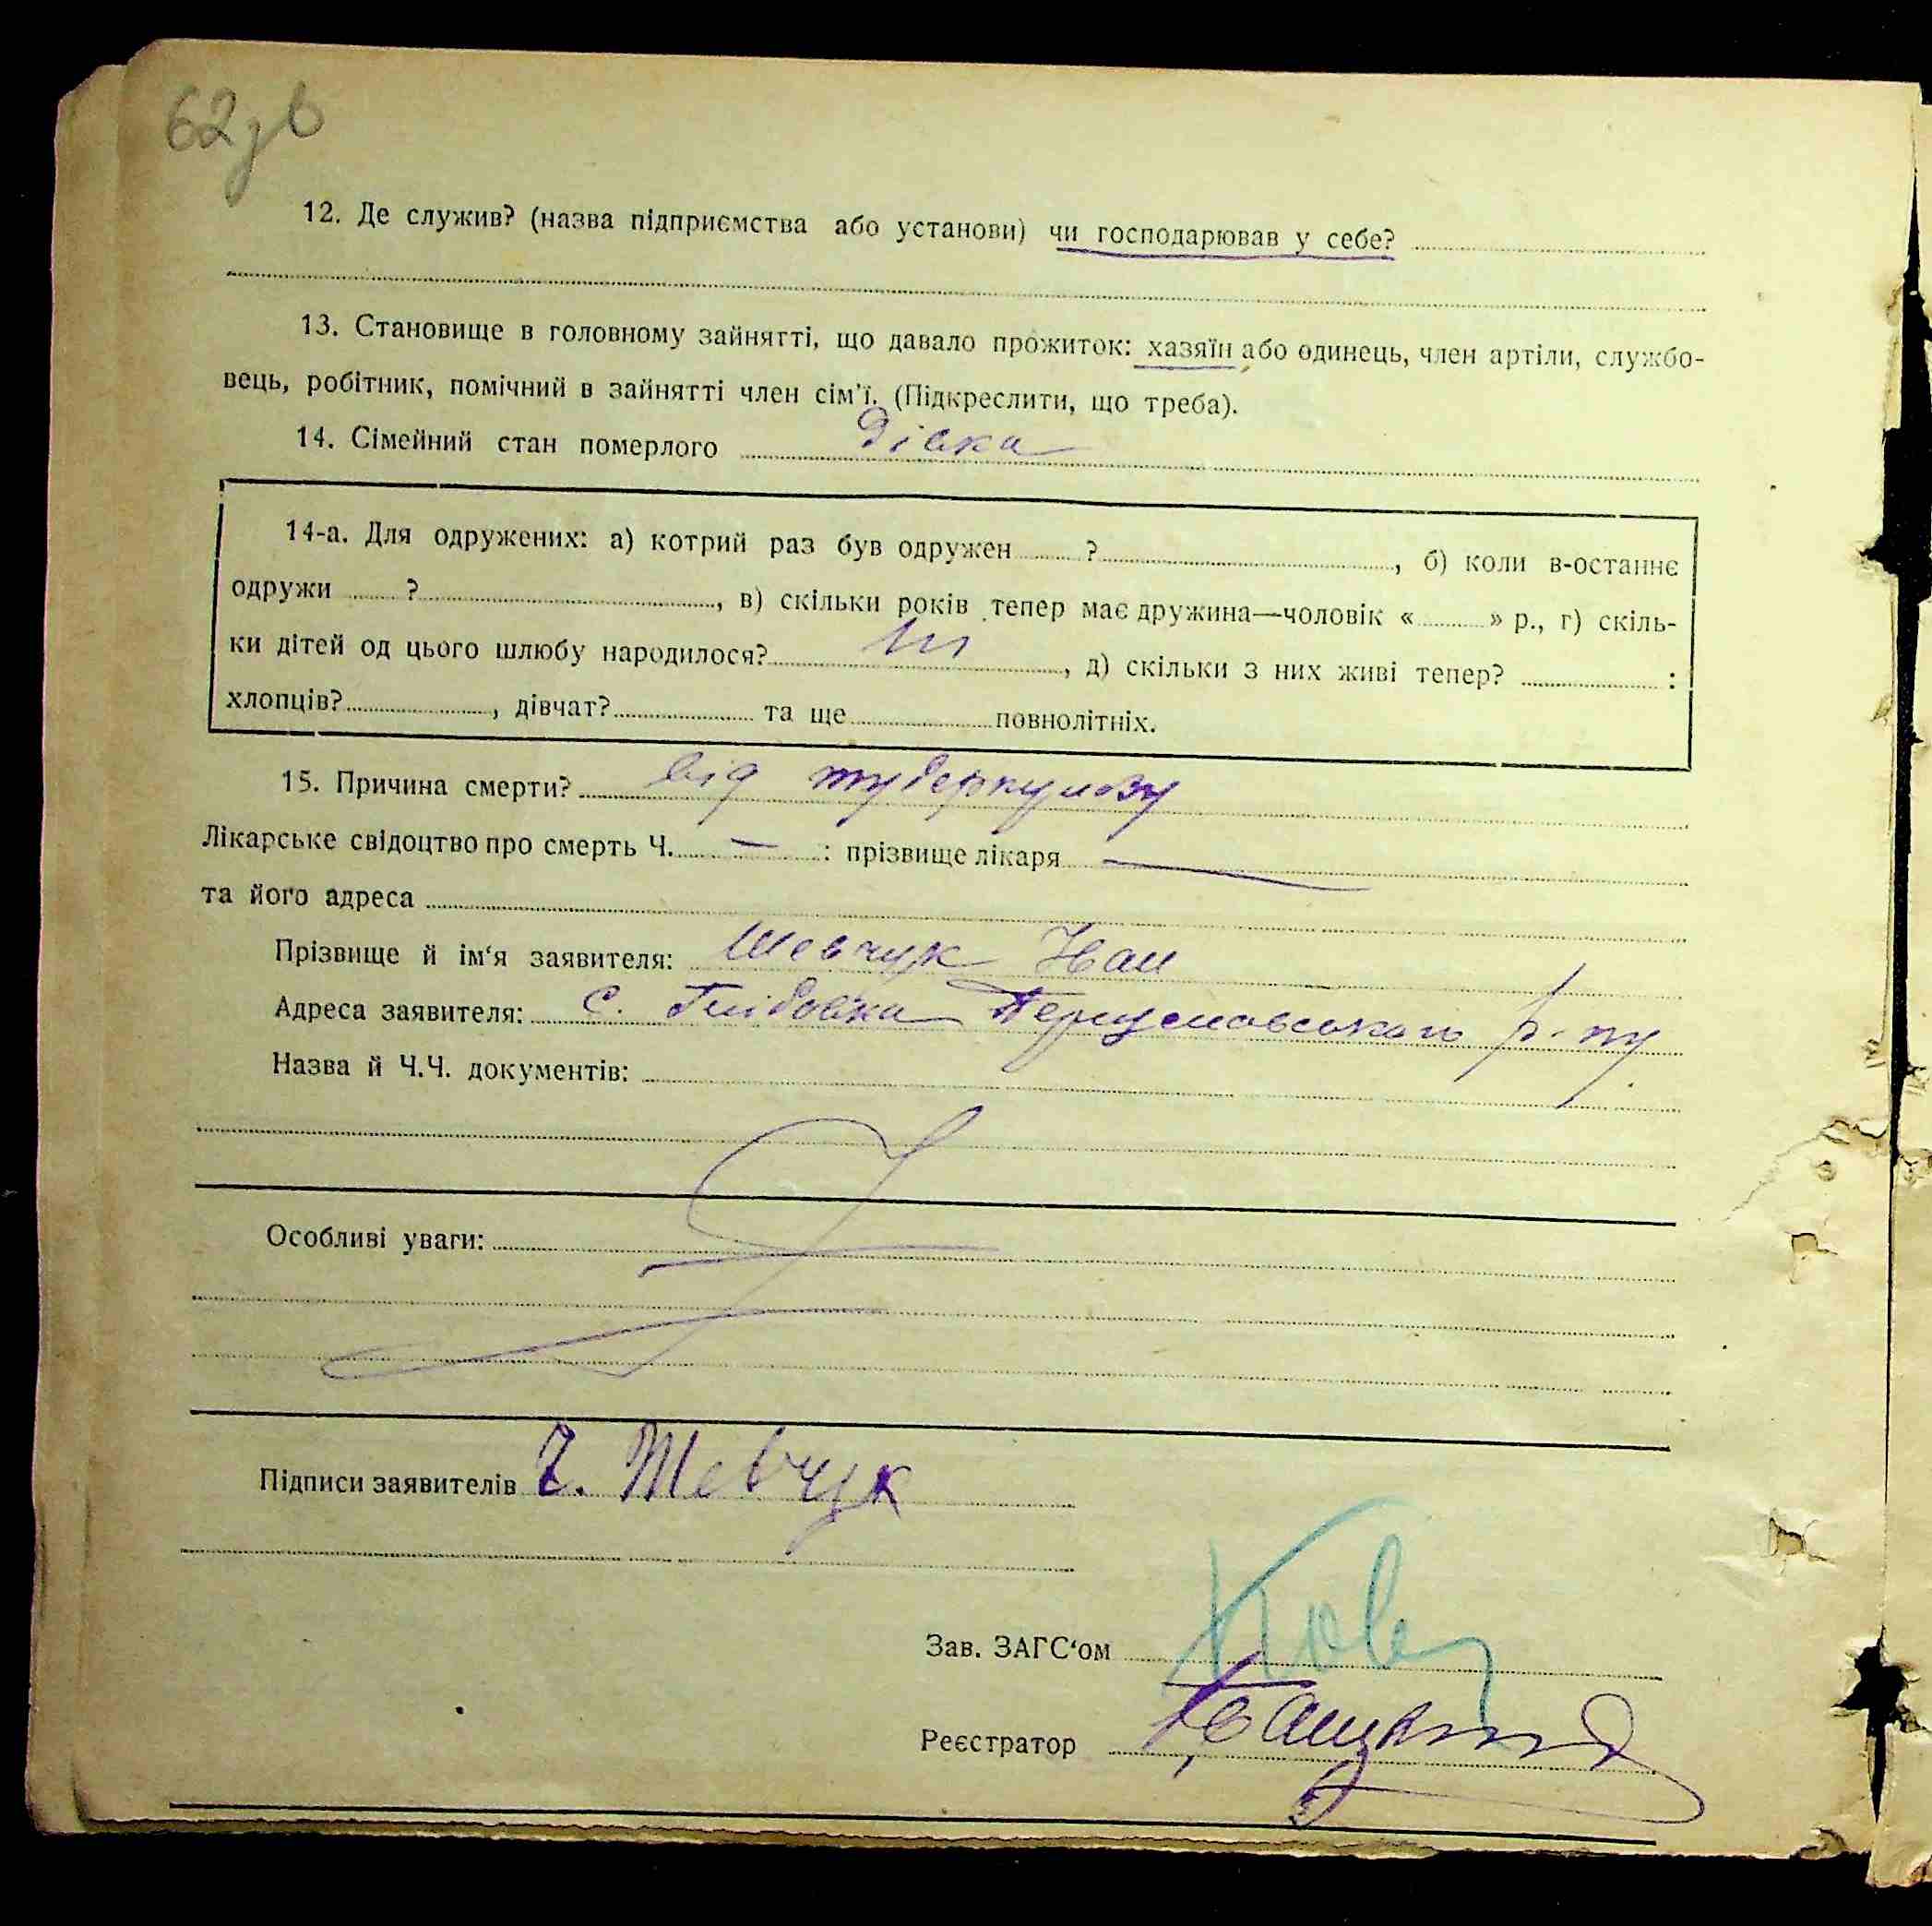 62зв
12. Де служив? (назва підприємства або установи) чи господарював у себе?
13. Становище в головному зайнятті, що давало прожиток: хазяїн або одинець, член артіли, службо-
вець, робітник, помічний в зайнятті член сім'ї. (Підкреслити, що треба).
14. Сімейний стан померлого дівка
14-а. Для одружених: а) котрий раз був одружен ?, б) коли в-останнє
одружи ?, в) скільки років тепер має дружина—чоловік « » р., г) скіль-
ки дітей од цього шлюбу народилося?, д) скільки з них живі тепер? :
хлопців?, дівчат? та ще повнолітніх.
15. Причина смерти? від туберкульозу
Лікарське свідоцтво про смерть Ч. — : прізвище лікаря —
та його адреса
Прізвище й ім‘я заявителя: Шевчук Іван
Адреса заявителя: С. р-ну
Назва й Ч.Ч. документів:
Особливі уваги:
Підписи заявителів І. Шевчук
Зав. ЗАГС‘ом
Реєстратор